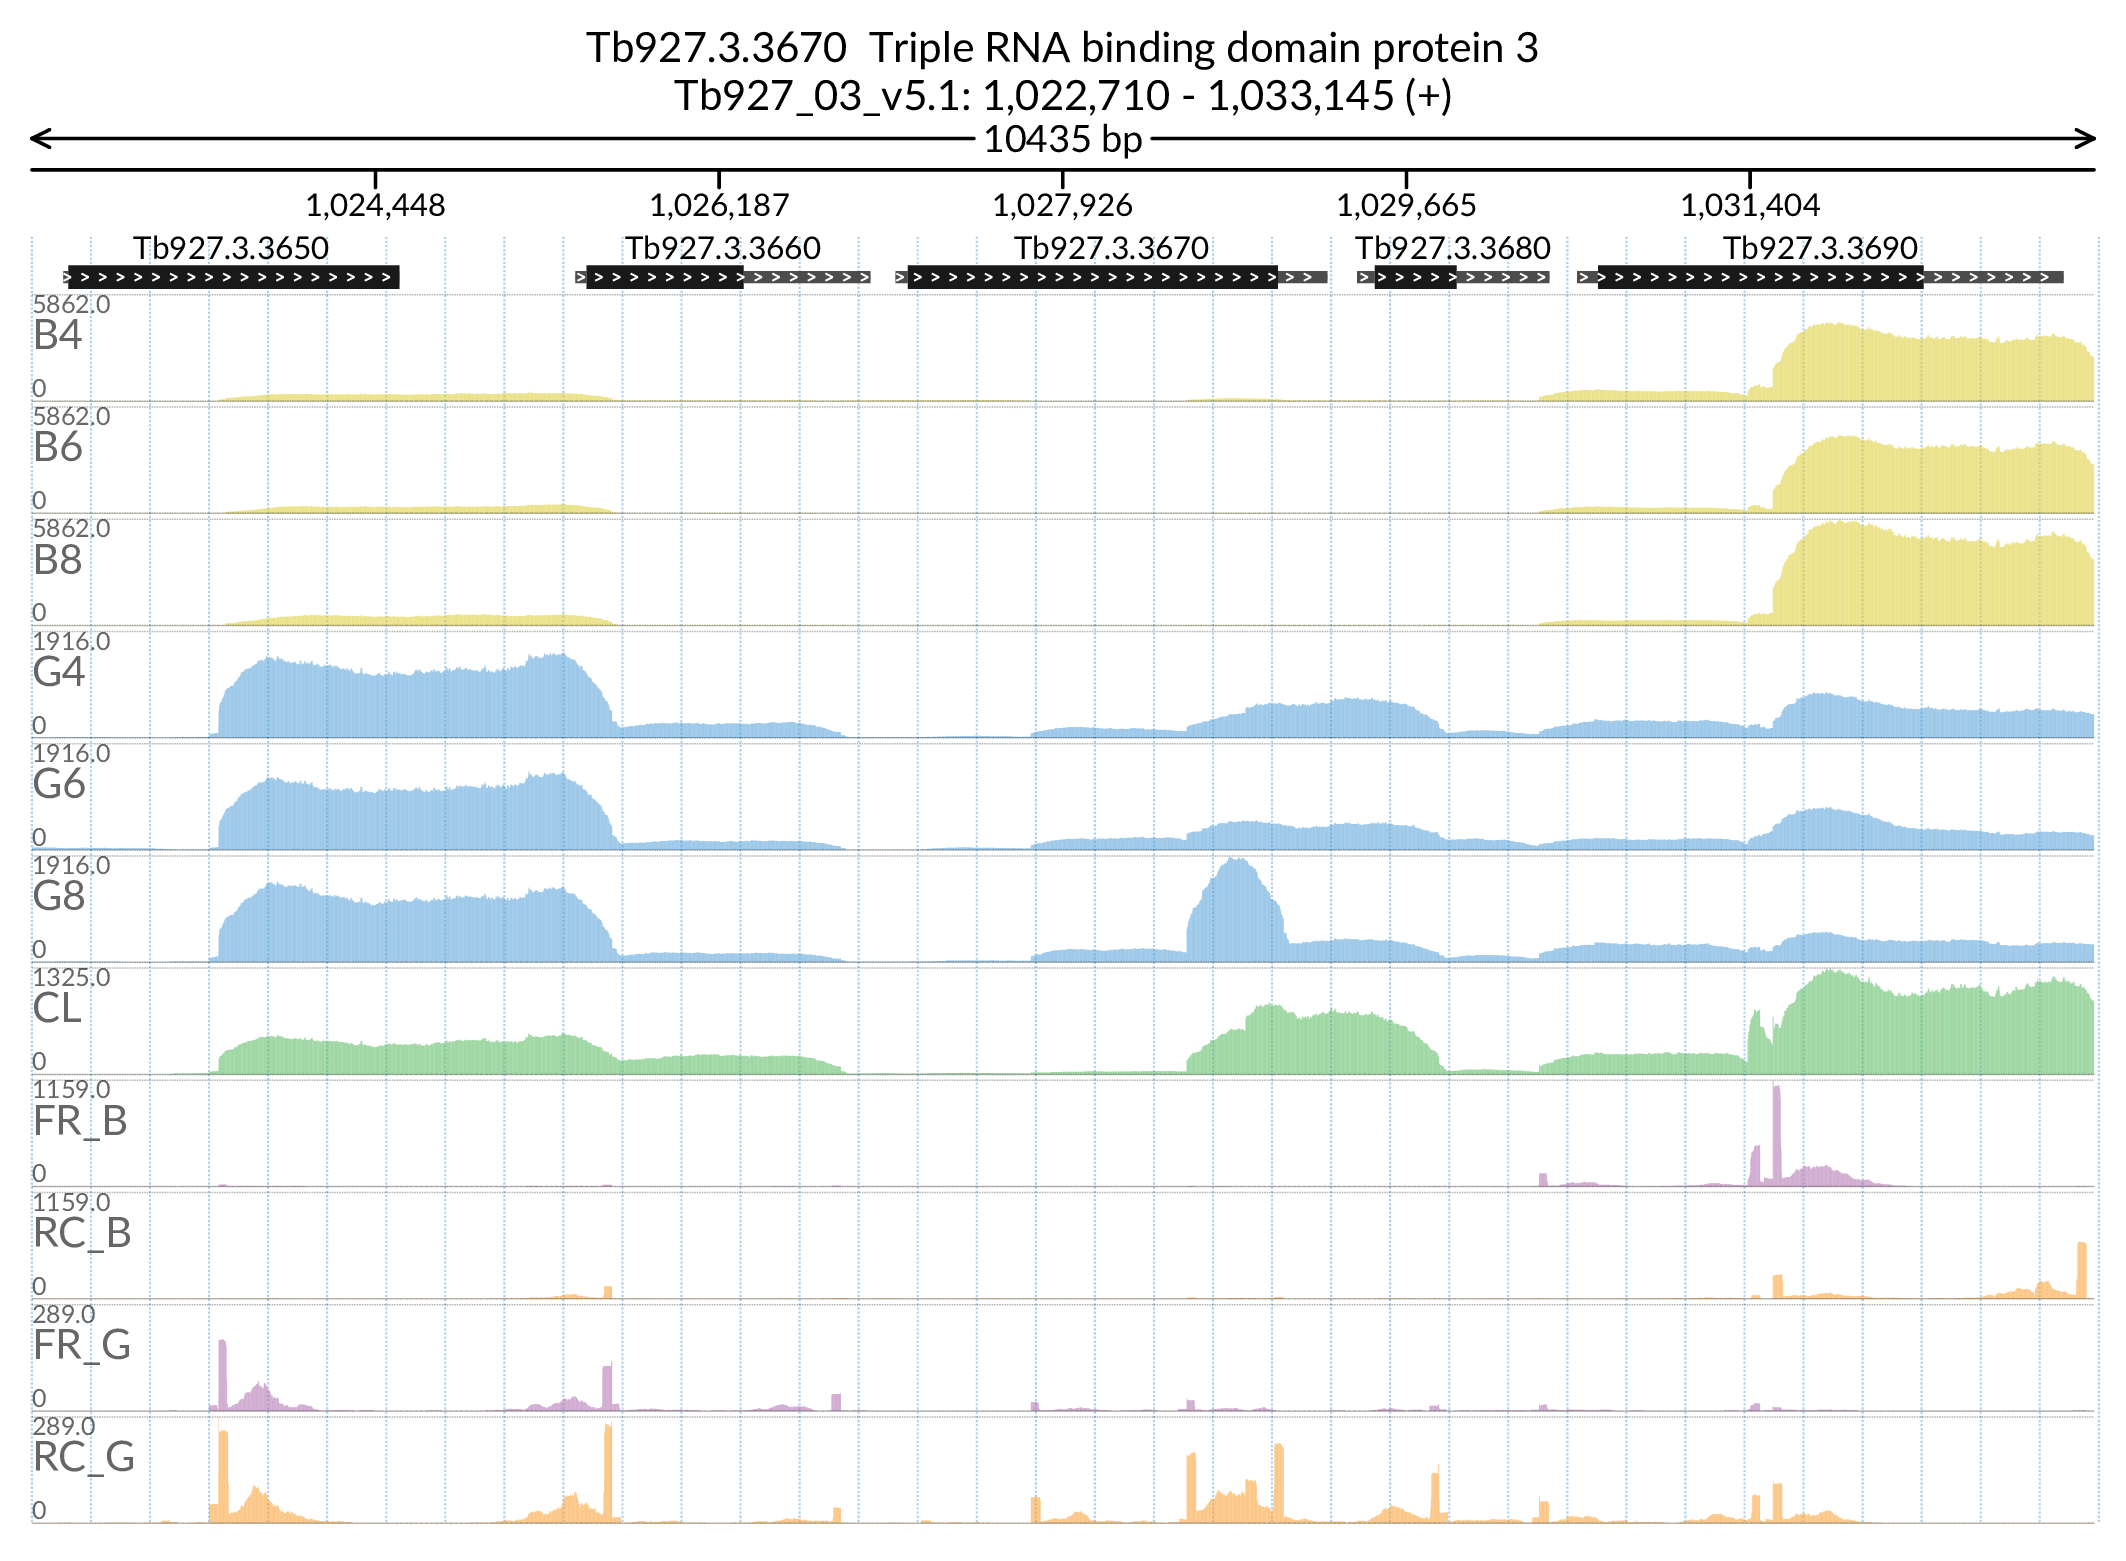 Tb927.3.3670  Triple RNA binding domain protein 3
Tb927_03_v5.1: 1,022,710 - 1,033,145 (+)
10435 bp
1,024,448 1,026,187 1,027,926 1,029,665 1,031,404
Tb927.3.3650 Tb927.3.3660 Tb927.3.3670 Tb927.3.3680 Tb927.3.3690
5862.0
B4
0
5862.0
B6
0
5862.0
B8
0
1916.0
G4
0
1916.0
G6
0
1916.0
G8
0
1325.0
CL
0
1159.0
FR_B
0
1159.0
RC_B
0
289.0
FR_G
0
289.0
RC_G
0